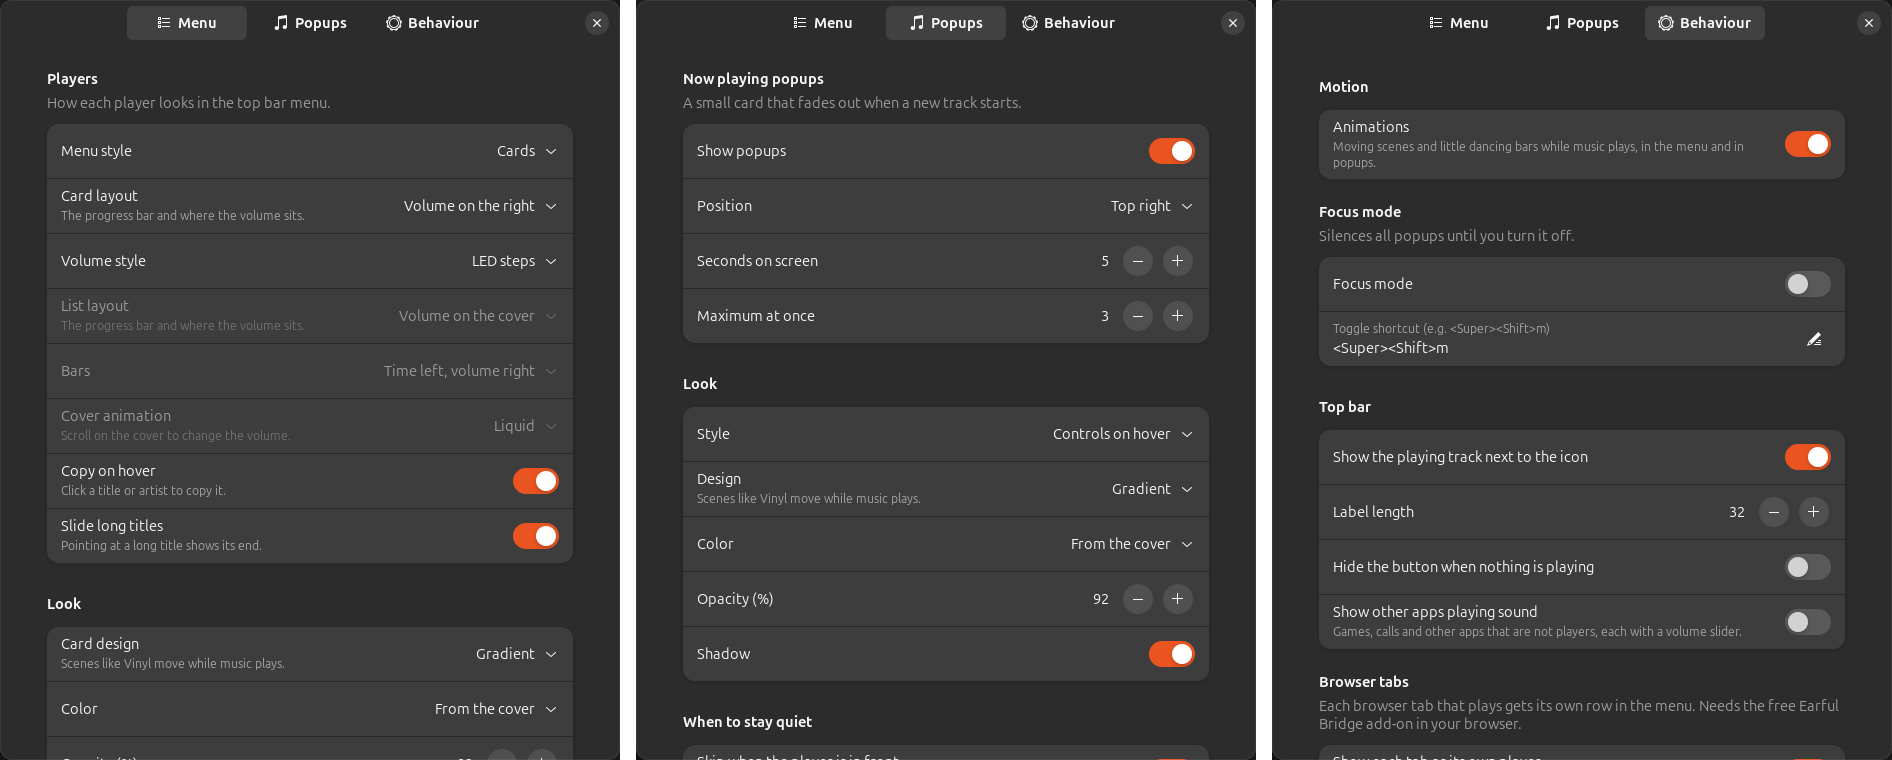 Menu
Popups
Behaviour
Players
How each player looks in the top bar menu.
Menu style
Cards
Card layout
The progress bar and where the volume sits.
Volume on the right
Volume style
LED steps
List layout
The progress bar and where the volume sits.
Volume on the cover
Bars
Time left, volume right
Cover animation
Scroll on the cover to change the volume.
Liquid
Copy on hover
Click a title or artist to copy it.
Slide long titles
Pointing at a long title shows its end.
Look
Card design
Scenes like Vinyl move while music plays.
Gradient
Color
From the cover
Menu
Popups
Behaviour
Now playing popups
A small card that fades out when a new track starts.
Show popups
Position
Top right
Seconds on screen
5
Maximum at once
3
Look
Style
Controls on hover
Design
Scenes like Vinyl move while music plays.
Gradient
Color
From the cover
Opacity (%)
92
Shadow
When to stay quiet
Menu
Popups
Behaviour
Motion
Animations
Moving scenes and little dancing bars while music plays, in the menu and in
popups.
Focus mode
Silences all popups until you turn it off.
Focus mode
Toggle shortcut (e.g. <Super><Shift>m)
<Super><Shift>m
Top bar
Show the playing track next to the icon
Label length
32
Hide the button when nothing is playing
Show other apps playing sound
Games, calls and other apps that are not players, each with a volume slider.
Browser tabs
Each browser tab that plays gets its own row in the menu. Needs the free Earful
Bridge add-on in your browser.